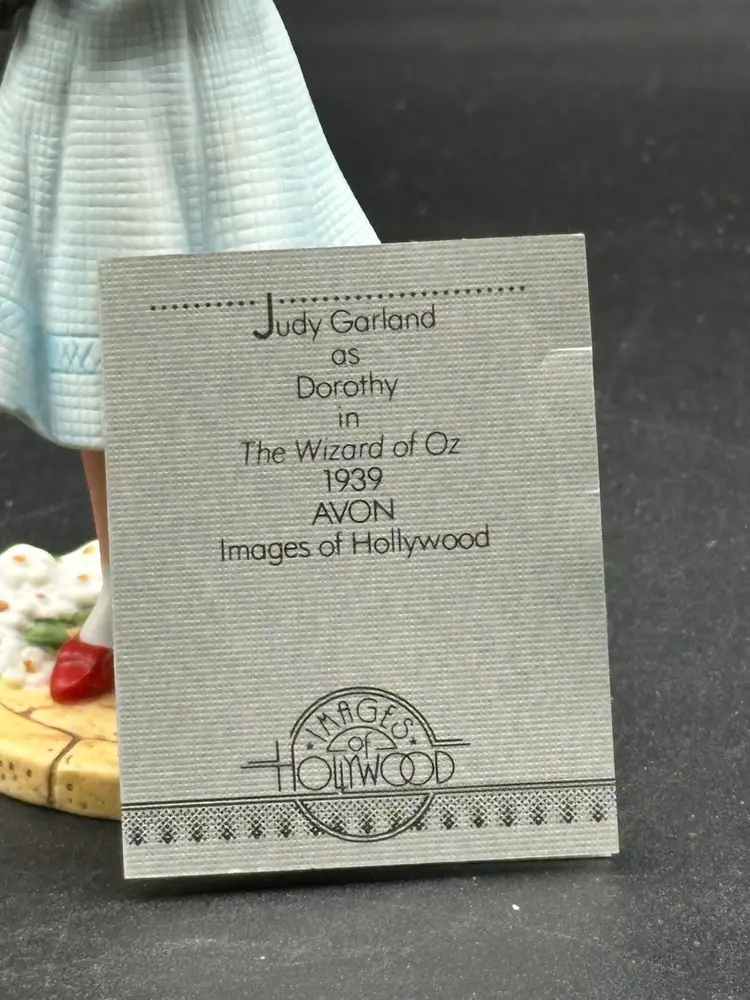 Judy Garland
as
Dorothy
in
The Wizard of Oz
1939
AVON
Images of Hollywood
IMAGES
of
HOLLYWOOD